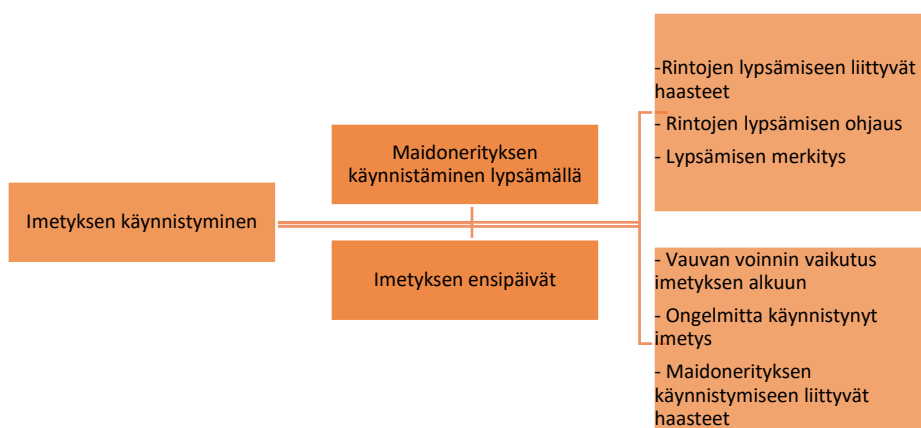 Imetyksen käynnistyminen
Maidonerityksen
käynnistäminen lypsämällä
Imetyksen ensipäivät
-Rintojen lypsämiseen liittyvät
haasteet
- Rintojen lypsämisen ohjaus
- Lypsämisen merkitys
- Vauvan voinnin vaikutus
imetyksen alkuun
- Ongelmitta käynnistynyt
imetys
- Maidonerityksen
käynnistymiseen liittyvät
haasteet